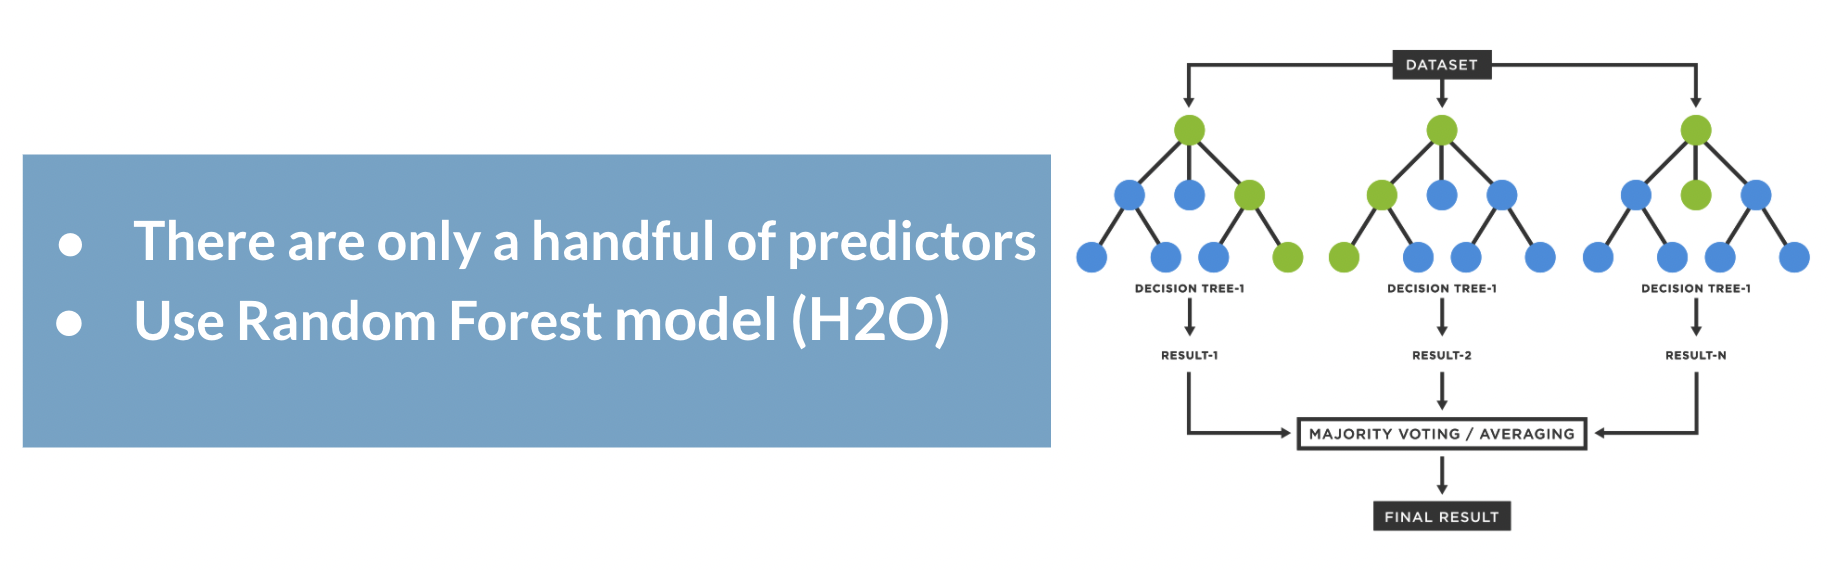 ● There are only a handful of predictors
● Use Random Forest model (H2O)
DATASET
DECISION TREE-1
DECISION TREE-1
DECISION TREE-1
RESULT-1
RESULT-2
RESULT-N
MAJORITY VOTING / AVERAGING
FINAL RESULT